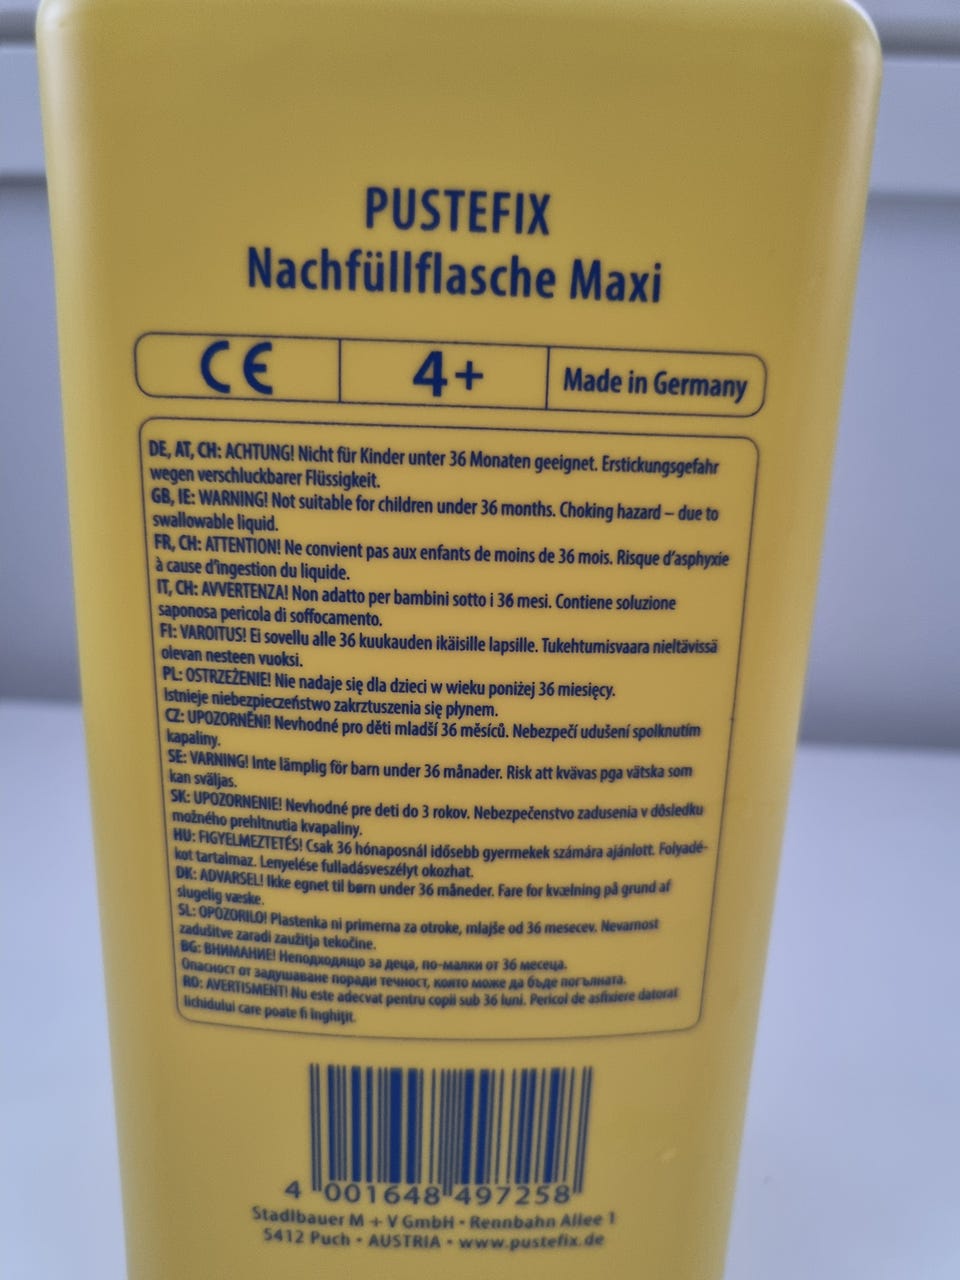 PUSTEFIX
Nachfüllflasche Maxi
CE 4+ Made in Germany
DE, AT, CH: ACHTUNG! Nicht für Kinder unter 36 Monaten geeignet. Erstickungsgefahr
wegen verschluckbarer Flüssigkeit.
GB, IE: WARNING! Not suitable for children under 36 months. Choking hazard – due to
swallowable liquid.
FR, CH: ATTENTION! Ne convient pas aux enfants de moins de 36 mois. Risque d'asphyxie
à cause d'ingestion du liquide.
IT, CH: AVVERTENZA! Non adatto per bambini sotto i 36 mesi. Contiene soluzione
saponosa pericola di soffocamento.
FI: VAROITUS! Ei sovellu alle 36 kuukauden ikäisille lapsille. Tukehtumisvaara nieltävissä
olevan nesteen vuoksi.
PL: OSTRZEŻENIE! Nie nadaje się dla dzieci w wieku poniżej 36 miesięcy.
Istnieje niebezpieczeństwo zakrztuszenia się płynem.
CZ: UPOZORNĚNÍ! Nevhodné pro děti mladší 36 měsíců. Nebezpečí udušení spolknutím
kapaliny.
SE: VARNING! Inte lämplig för barn under 36 månader. Risk att kvävas pga vätska som
kan sväljas.
SK: UPOZORNENIE! Nevhodné pre deti do 3 rokov. Nebezpečenstvo zadusenia v dôsledku
možného prehltnutia kvapaliny.
HU: FIGYELMEZTETÉS! Csak 36 hónaposnál idősebb gyermekek számára ajánlott. Folyadé-
kot tartalmaz. Lenyelése fulladásveszélyt okozhat.
DK: ADVARSEL! Ikke egnet til børn under 36 måneder. Fare for kvælning på grund af
slugelig væske.
SL: OPOZORILO! Plastenka ni primerna za otroke, mlajše od 36 mesecev. Nevarnost
zadušitve zaradi zaužitja tekočine.
BG: ВНИМАНИЕ! Неподходящо за деца, по-малки от 36 месеца.
Опасност от задушаване поради течност, която може да бъде погълната.
RO: AVERTISMENT! Nu este adecvat pentru copii sub 36 luni. Pericol de asfixiere datorat
lichidului care poate fi înghiţit.
4 001648 497258
Stadlbauer M + V GmbH • Rennbahn Allee 1
5412 Puch • AUSTRIA • www.pustefix.de